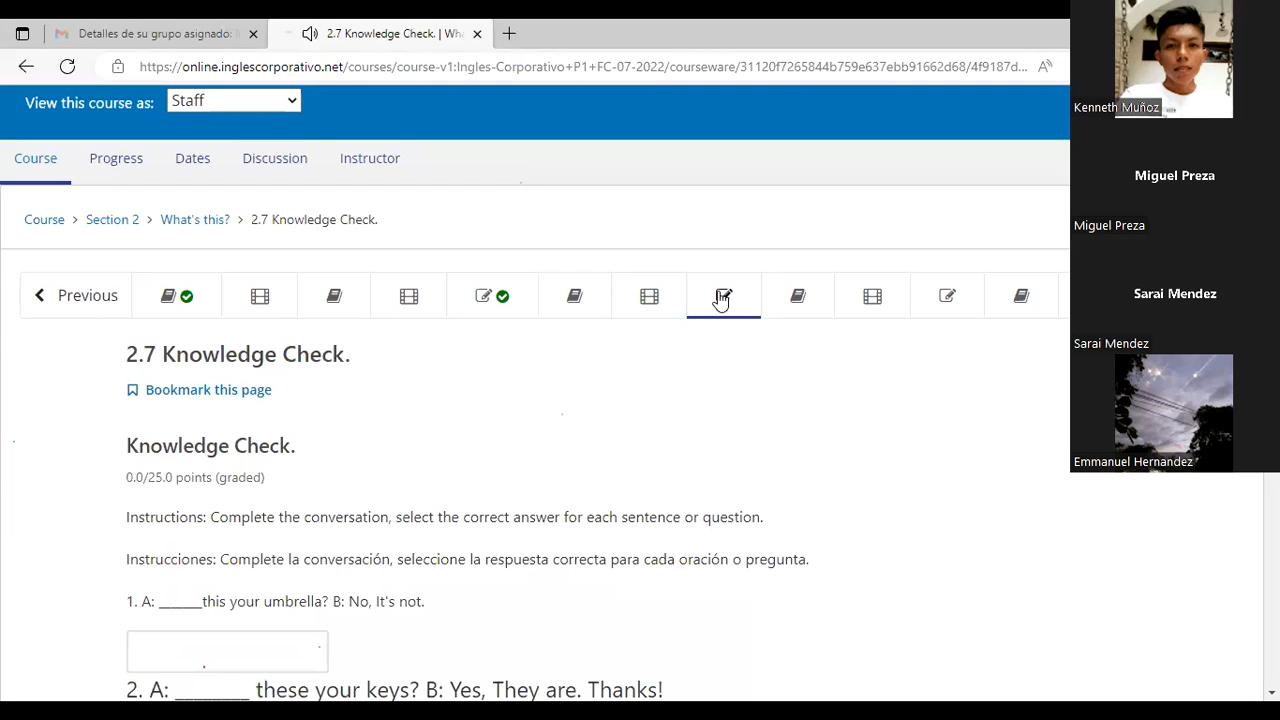 Detalles de su grupo asignado:
2.7 Knowledge Check. | Wha
https://online.inglescorporativo.net/courses/course-v1:Ingles-Corporativo+P1+FC-07-2022/courseware/31120f7265844b759e637ebb91662d68/4f9187d...
View this course as: Staff
Course Progress Dates Discussion Instructor
Course > Section 2 > What's this? > 2.7 Knowledge Check.
Previous
2.7 Knowledge Check.
Bookmark this page
Knowledge Check.
0.0/25.0 points (graded)
Instructions: Complete the conversation, select the correct answer for each sentence or question.
Instrucciones: Complete la conversación, seleccione la respuesta correcta para cada oración o pregunta.
1. A: _______this your umbrella? B: No, It's not.
2. A: ________ these your keys? B: Yes, They are. Thanks!
Kenneth Muñoz
Miguel Preza
Miguel Preza
Sarai Mendez
Sarai Mendez
Emmanuel Hernandez